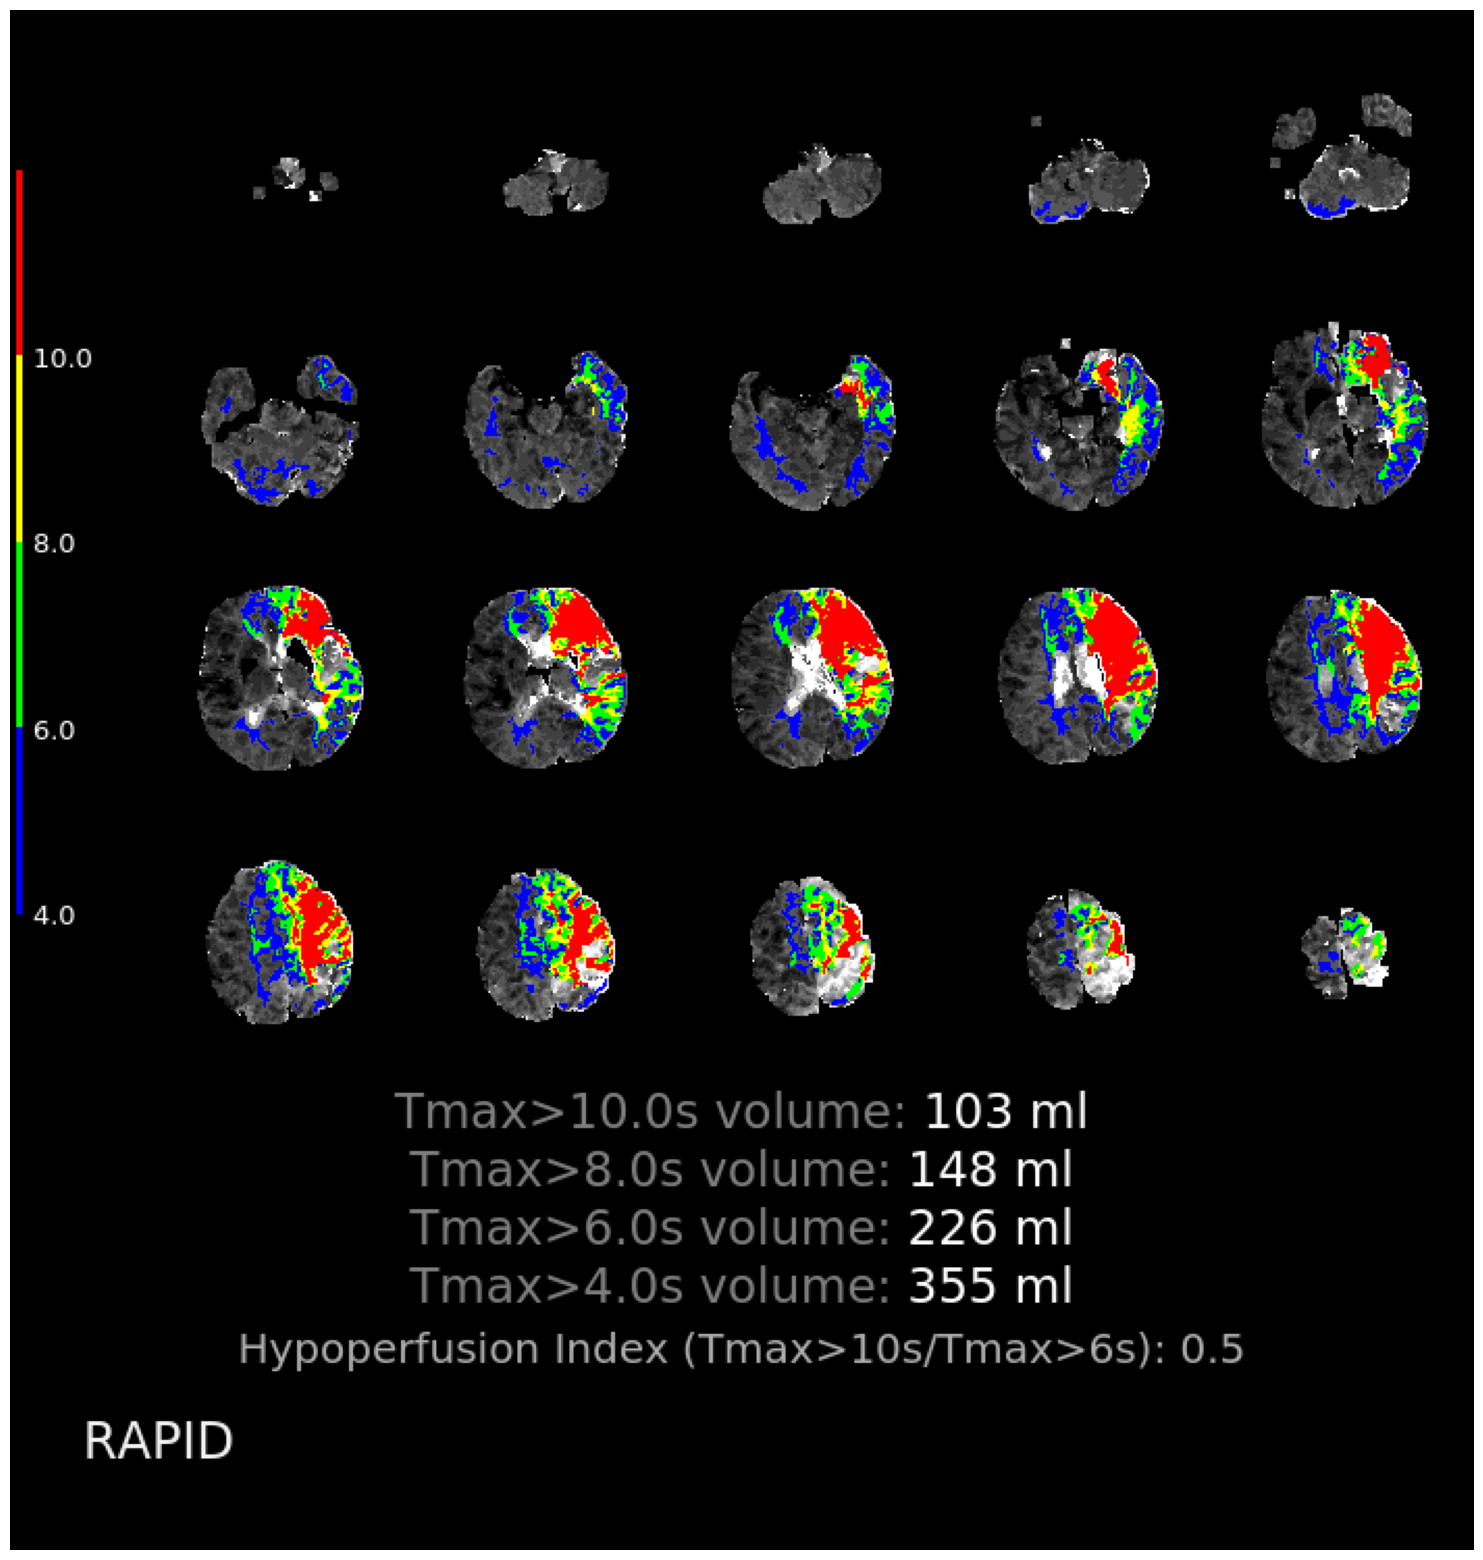 10.0
8.0
6.0
4.0
Tmax>10.0s volume: 103 ml
Tmax>8.0s volume: 148 ml
Tmax>6.0s volume: 226 ml
Tmax>4.0s volume: 355 ml
Hypoperfusion Index (Tmax>10s/Tmax>6s): 0.5
RAPID